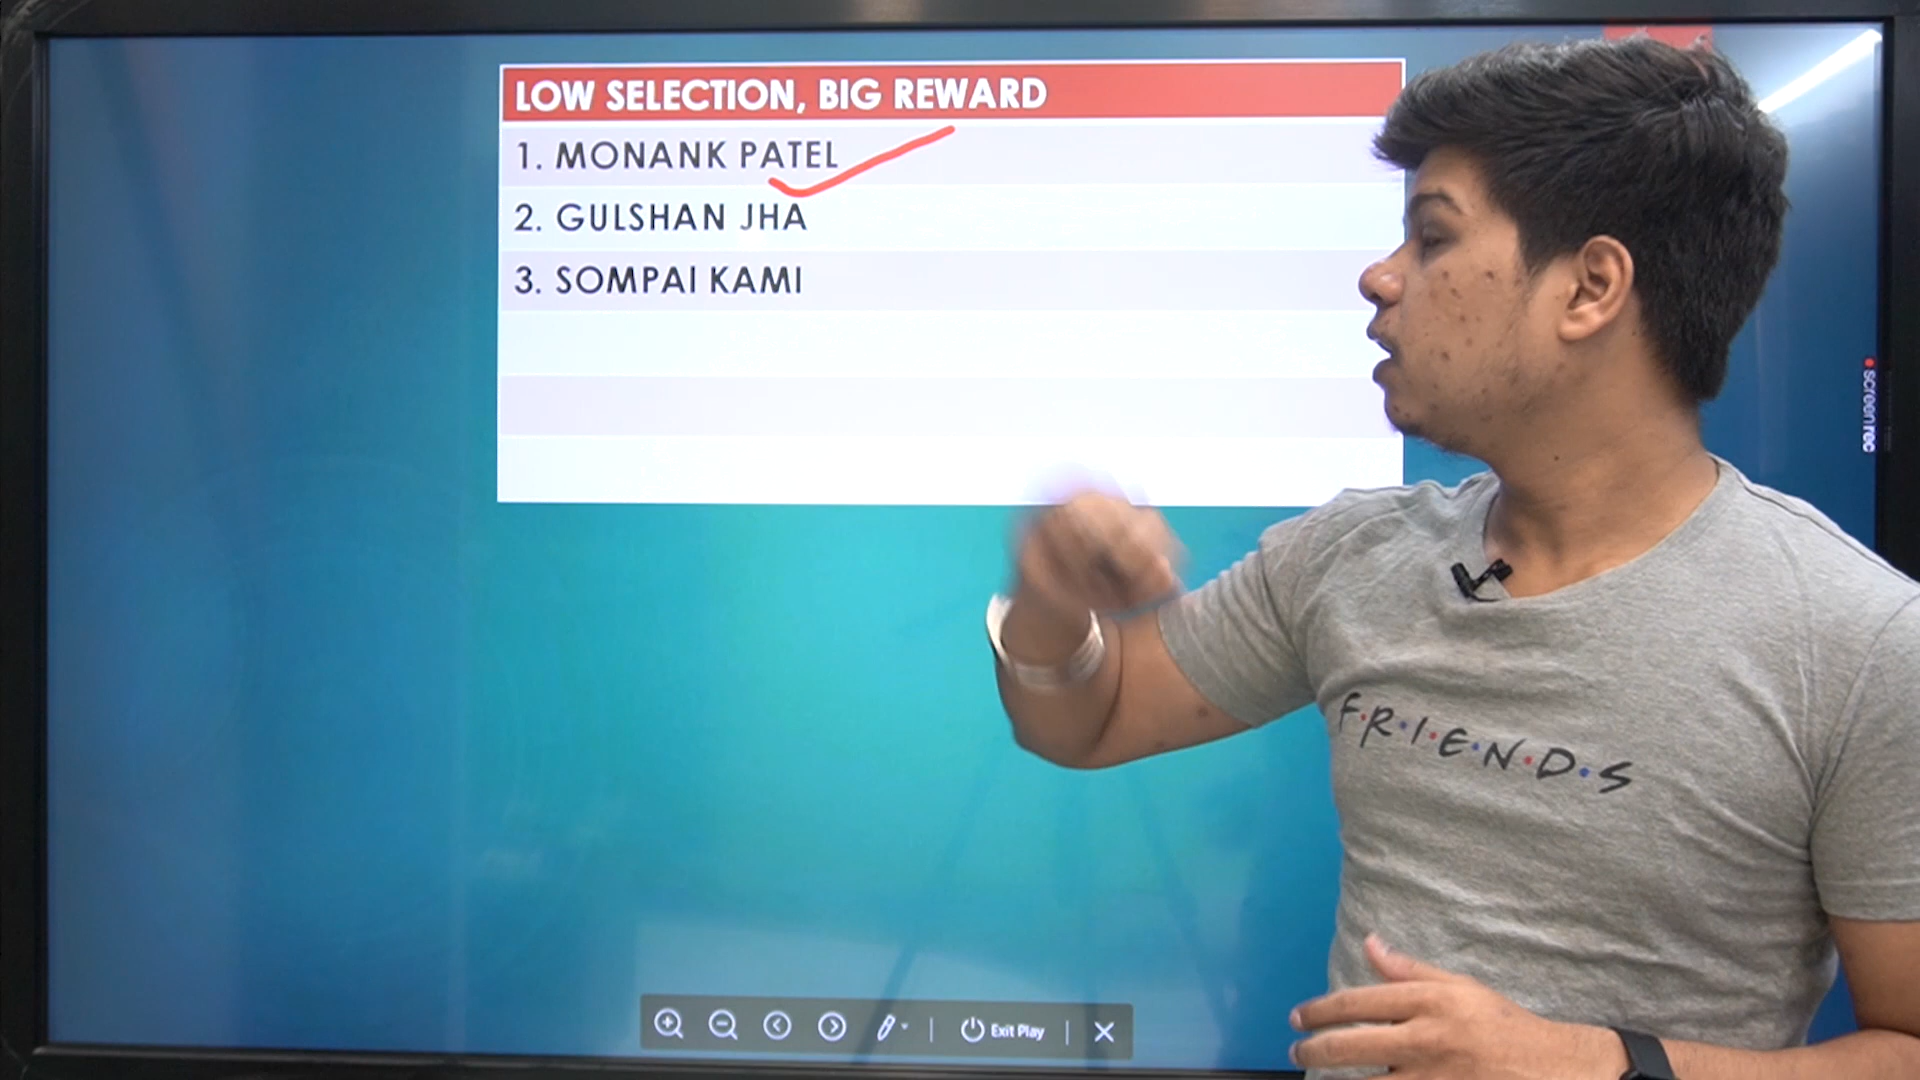 LOW SELECTION, BIG REWARD
1. MONANK PATEL
2. GULSHAN JHA
3. SOMPAI KAMI
screenrec
F·R·I·E·N·D·S
Exit Play